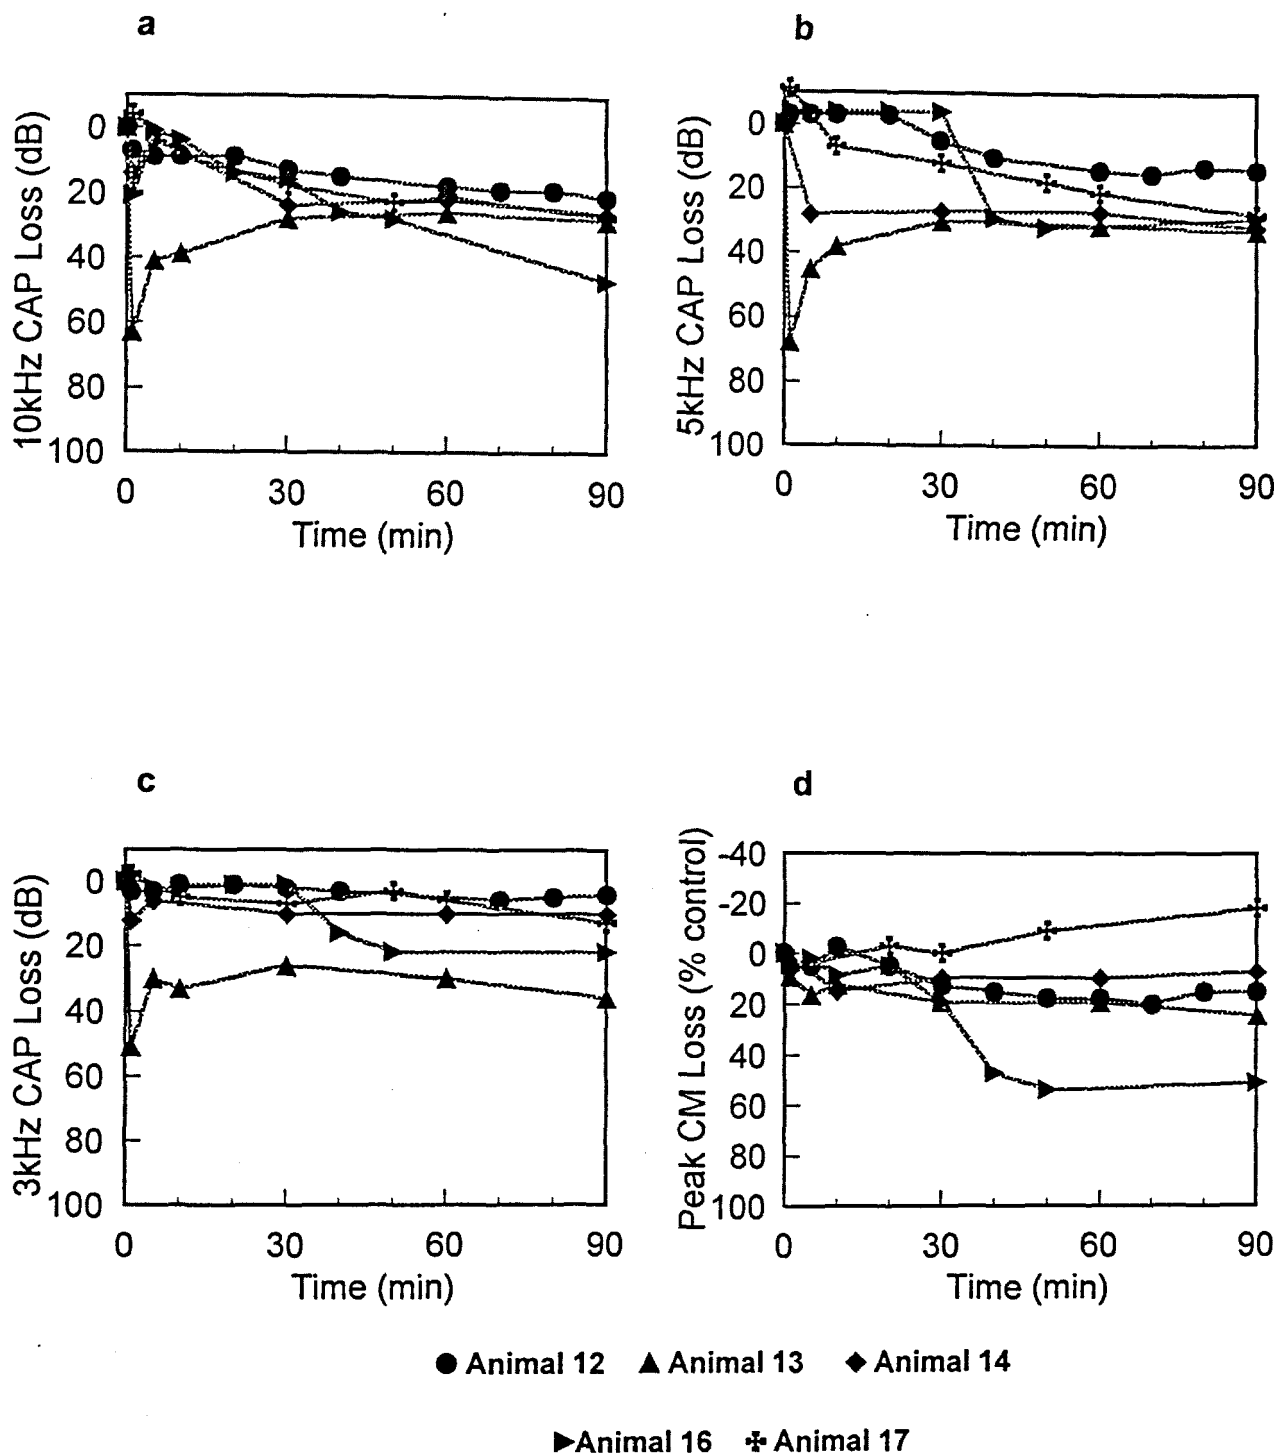 a
10kHz CAP Loss (dB)
0
20
40
60
80
100
0 30 60 90
Time (min)
b
5kHz CAP Loss (dB)
0
20
40
60
80
100
0 30 60 90
Time (min)
c
3kHz CAP Loss (dB)
0
20
40
60
80
100
0 30 60 90
Time (min)
d
Peak CM Loss (% control)
-40
-20
0
20
40
60
80
100
0 30 60 90
Time (min)
Animal 12 Animal 13 Animal 14
Animal 16 Animal 17